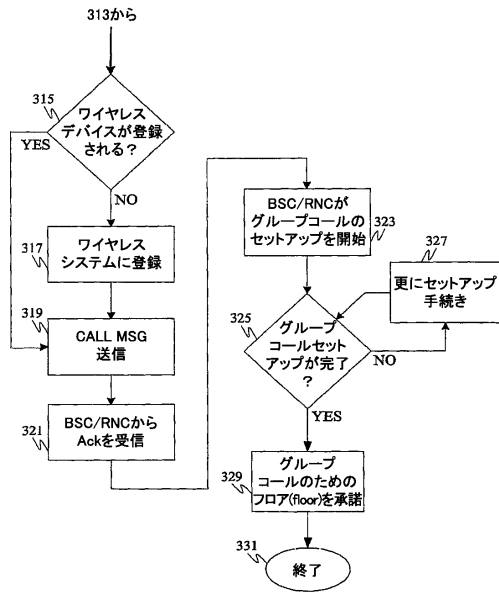 313から
315
ワイヤレス
デバイスが登録
される?
YES
NO
317
ワイヤレス
システムに登録
319
CALL MSG
送信
321
BSC/RNCから
Ackを受信
BSC/RNCが
グループコールの
セットアップを開始
323
325
グループ
コールセット
アップが完了
?
NO
327
更にセットアップ
手続き
YES
329
グループ
コールのための
フロア(floor)を承諾
331
終了